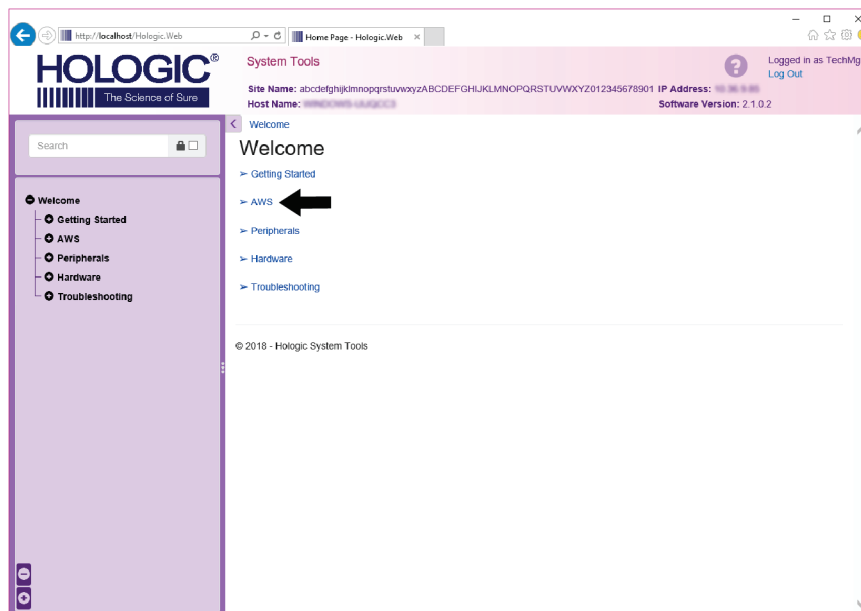 http://localhost/Hologic.Web
Home Page - Hologic.Web
HOLOGIC®
The Science of Sure
System Tools
Logged in as TechMg
Log Out
Site Name: abcdefghijklmnopqrstuvwxyzABCDEFGHIJKLMNOPQRSTUVWXYZ012345678901 IP Address:
Host Name:
Software Version: 2.1.0.2
Search
Welcome
Getting Started
AWS
Peripherals
Hardware
Troubleshooting
Welcome
Welcome
➢ Getting Started
➢ AWS
➢ Peripherals
➢ Hardware
➢ Troubleshooting
© 2018 - Hologic System Tools